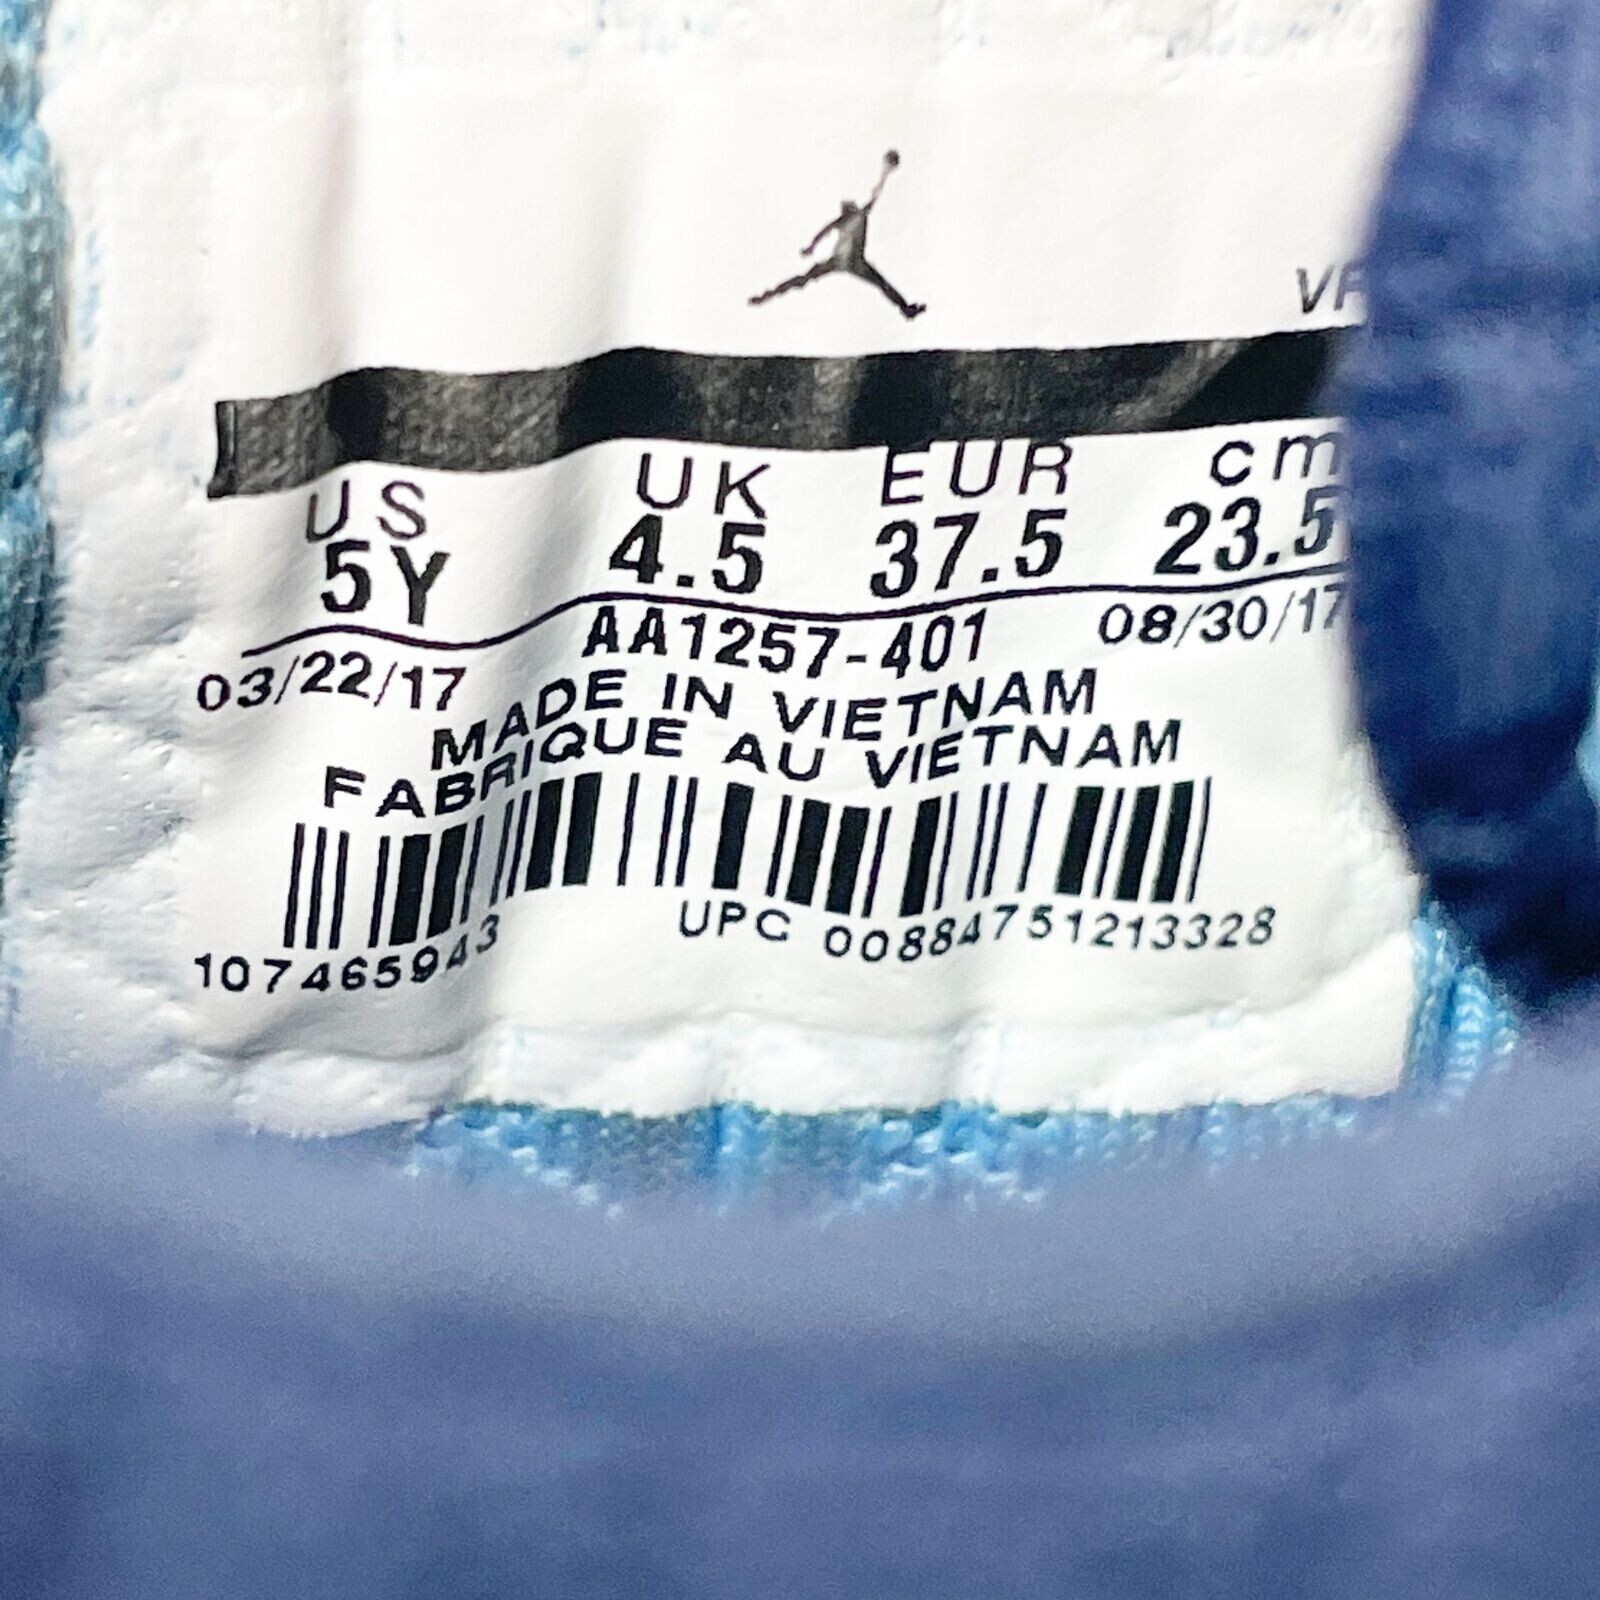 VF
US UK EUR cm
5Y 4.5 37.5 23.5
03/22/17 AA1257-401 08/30/17
MADE IN VIETNAM
FABRIQUE AU VIETNAM
107465943 UPC 00884751213328